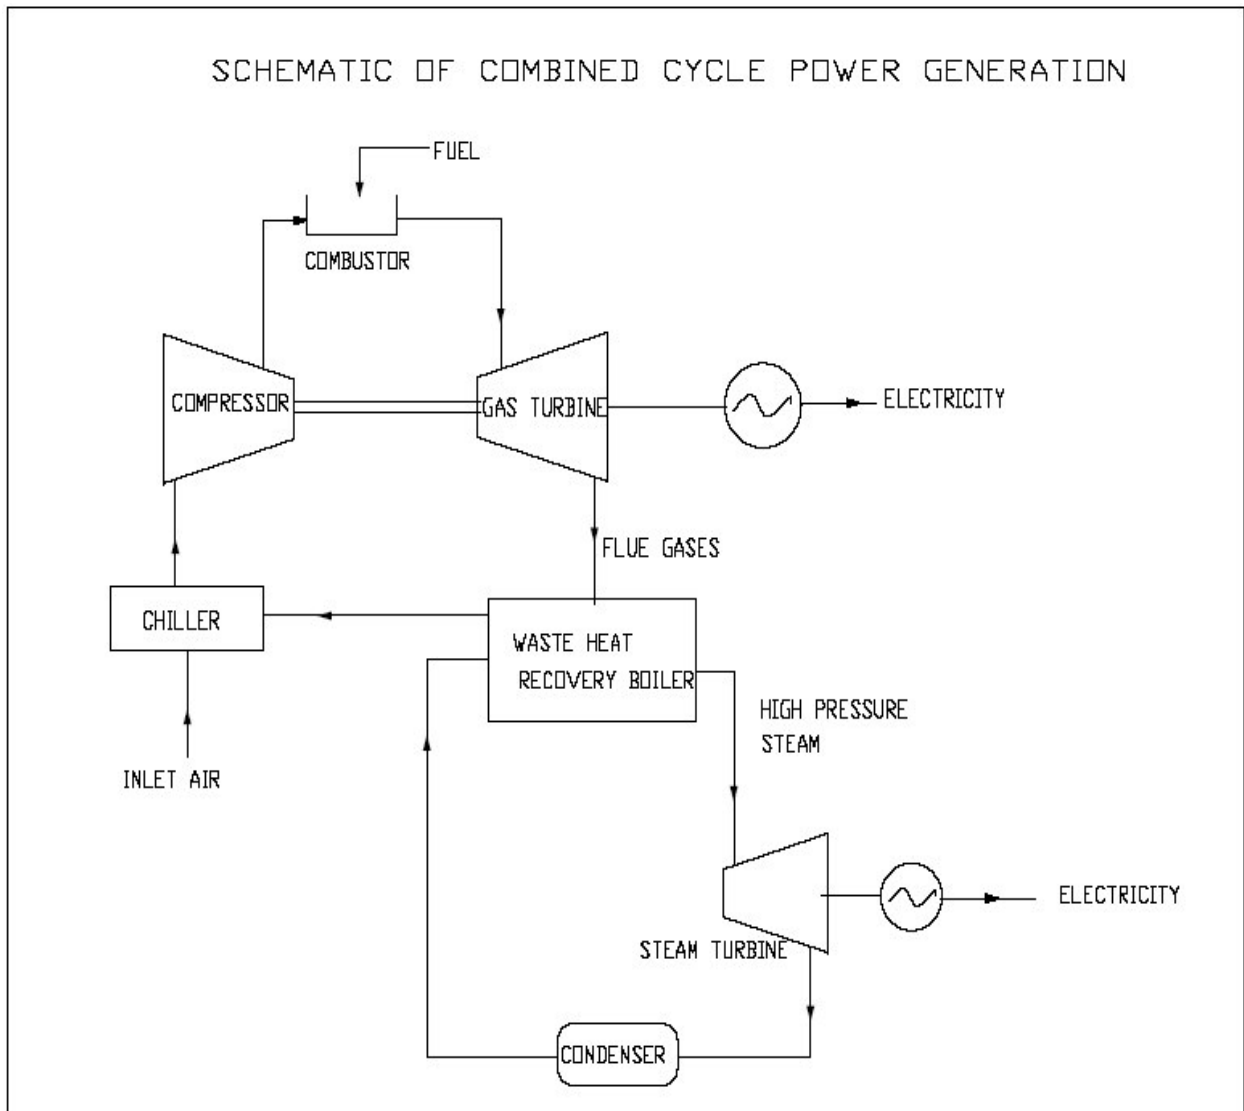 SCHEMATIC OF COMBINED CYCLE POWER GENERATION
FUEL
COMBUSTOR
COMPRESSOR
GAS TURBINE
ELECTRICITY
FLUE GASES
CHILLER
WASTE HEAT
RECOVERY BOILER
HIGH PRESSURE
STEAM
INLET AIR
ELECTRICITY
STEAM TURBINE
CONDENSER